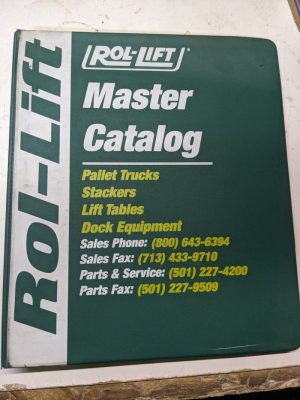 Rol-Lift
ROL-LIFT®
Master
Catalog
Pallet Trucks
Stackers
Lift Tables
Dock Equipment
Sales Phone: (800) 643-6394
Sales Fax: (713) 433-9710
Parts & Service: (501) 227-4200
Parts Fax: (501) 227-9509